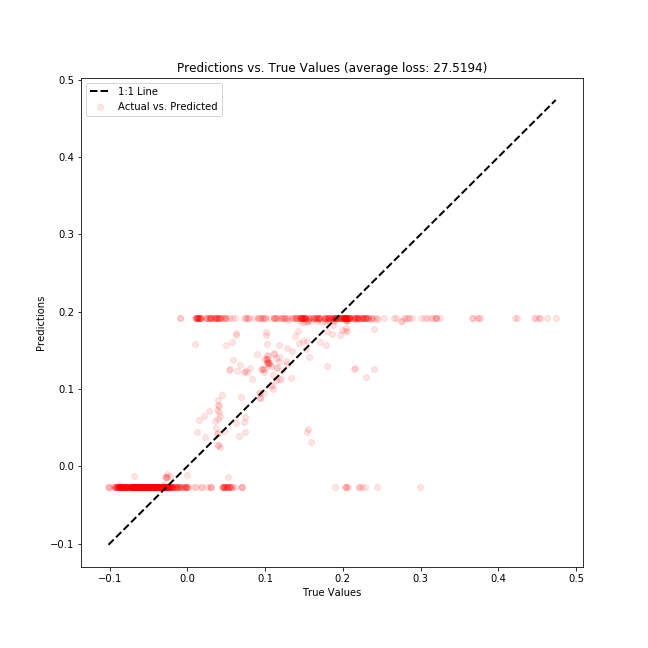 Predictions vs. True Values (average loss: 27.5194)
1:1 Line
Actual vs. Predicted
0.5
0.4
0.3
0.2
0.1
0.0
−0.1
Predictions
−0.1 0.0 0.1 0.2 0.3 0.4 0.5
True Values